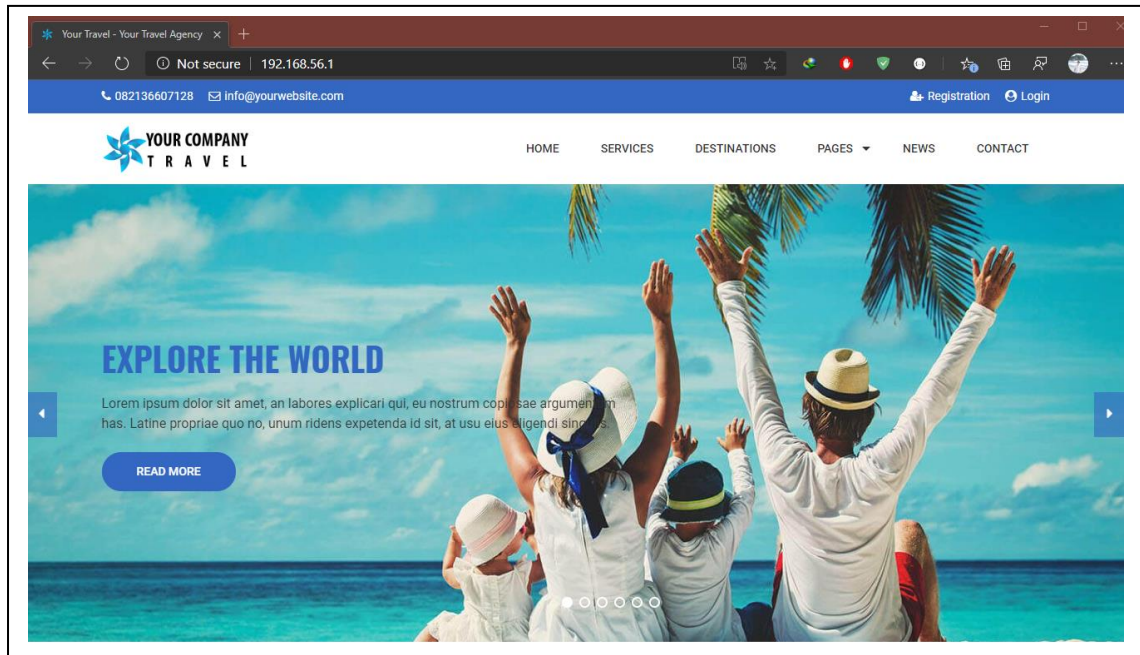 Your Travel - Your Travel Agency
Not secure | 192.168.56.1
082136607128 info@yourwebsite.com Registration Login
YOUR COMPANY
TRAVEL
HOME SERVICES DESTINATIONS PAGES NEWS CONTACT
EXPLORE THE WORLD
Lorem ipsum dolor sit amet, an labores explicari qui, eu nostrum copiosae argumentum
has. Latine propriae quo no, unum ridens expetenda id sit, at usu eius eligendi singulis.
READ MORE